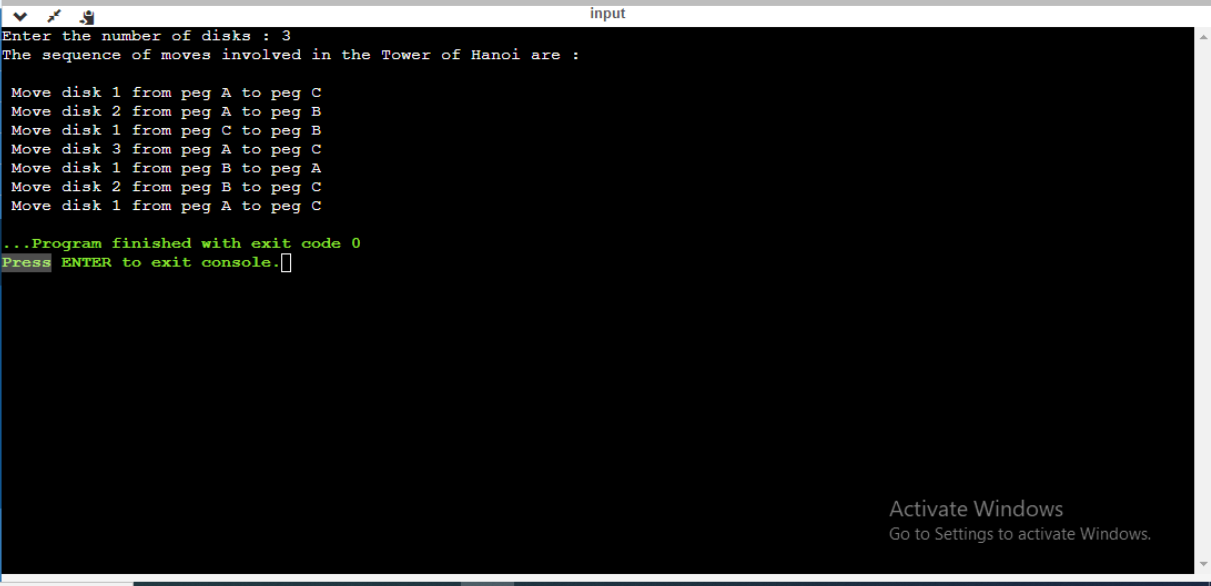 input
Enter the number of disks : 3
The sequence of moves involved in the Tower of Hanoi are :
Move disk 1 from peg A to peg C
Move disk 2 from peg A to peg B
Move disk 1 from peg C to peg B
Move disk 3 from peg A to peg C
Move disk 1 from peg B to peg A
Move disk 2 from peg B to peg C
Move disk 1 from peg A to peg C
...Program finished with exit code 0
Press ENTER to exit console.
Activate Windows
Go to Settings to activate Windows.